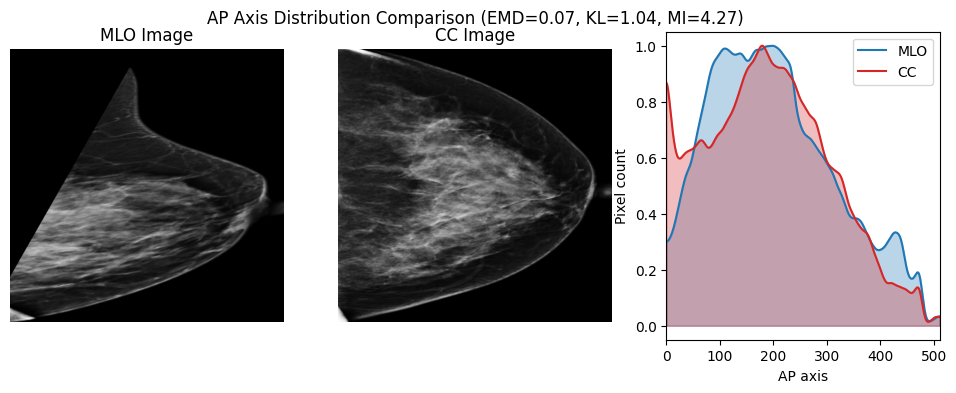 AP Axis Distribution Comparison (EMD=0.07, KL=1.04, MI=4.27)
MLO Image
CC Image
MLO
CC
1.0
0.8
0.6
0.4
0.2
0.0
Pixel count
0 100 200 300 400 500
AP axis